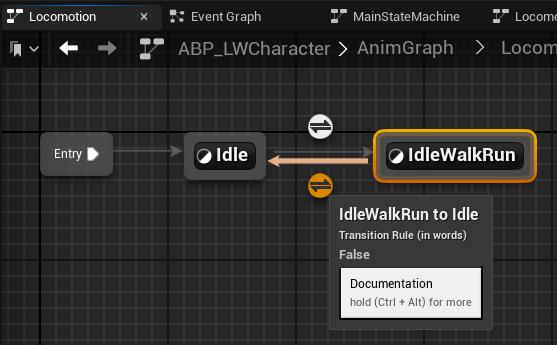 Locomotion
Event Graph
MainStateMachine
Locomo
ABP_LWCharacter > AnimGraph > Locom
Entry
Idle
IdleWalkRun
IdleWalkRun to Idle
Transition Rule (in words)
False
Documentation
hold (Ctrl + Alt) for more